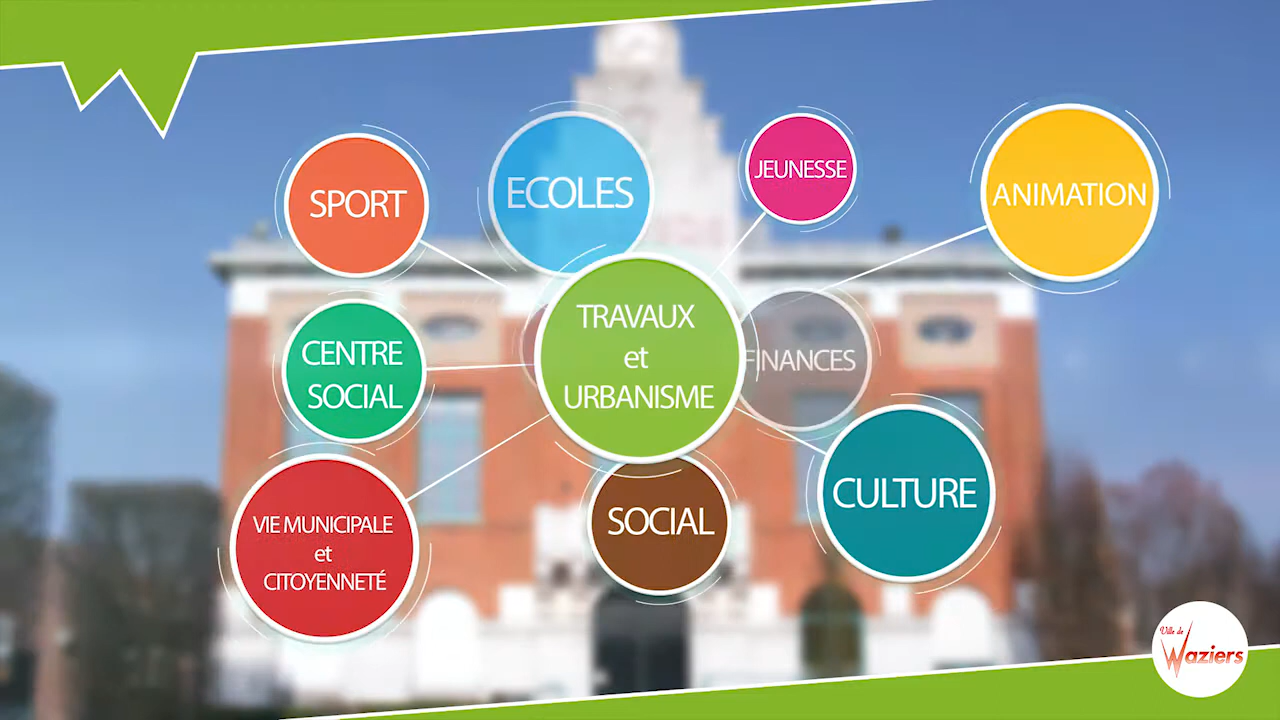 SPORT
ECOLES
JEUNESSE
ANIMATION
CENTRE
SOCIAL
TRAVAUX
et
URBANISME
FINANCES
VIE MUNICIPALE
et
CITOYENNETÉ
SOCIAL
CULTURE
Ville de
Waziers